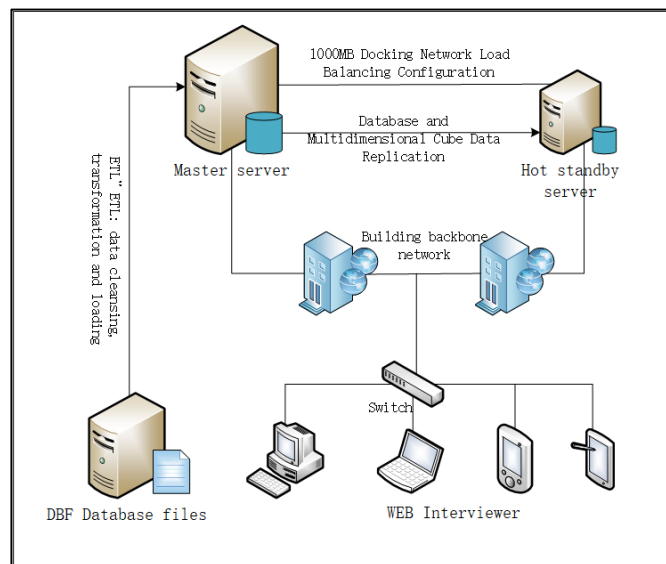 1000MB Docking Network Load
Balancing Configuration
Database and
Multidimensional Cube Data
Replication
Master server
Hot standby
server
ETL" ETL: data cleansing,
transformation and loading
Building backbone
network
Switch
DBF Database files
WEB Interviewer